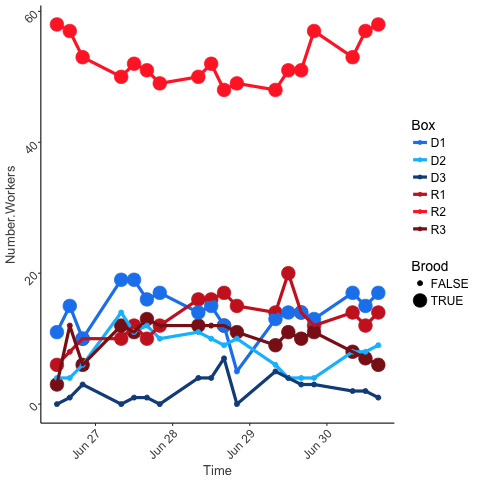 60
40
20
0
Number.Workers
Jun 27
Jun 28
Jun 29
Jun 30
Time
Box
D1
D2
D3
R1
R2
R3
Brood
FALSE
TRUE